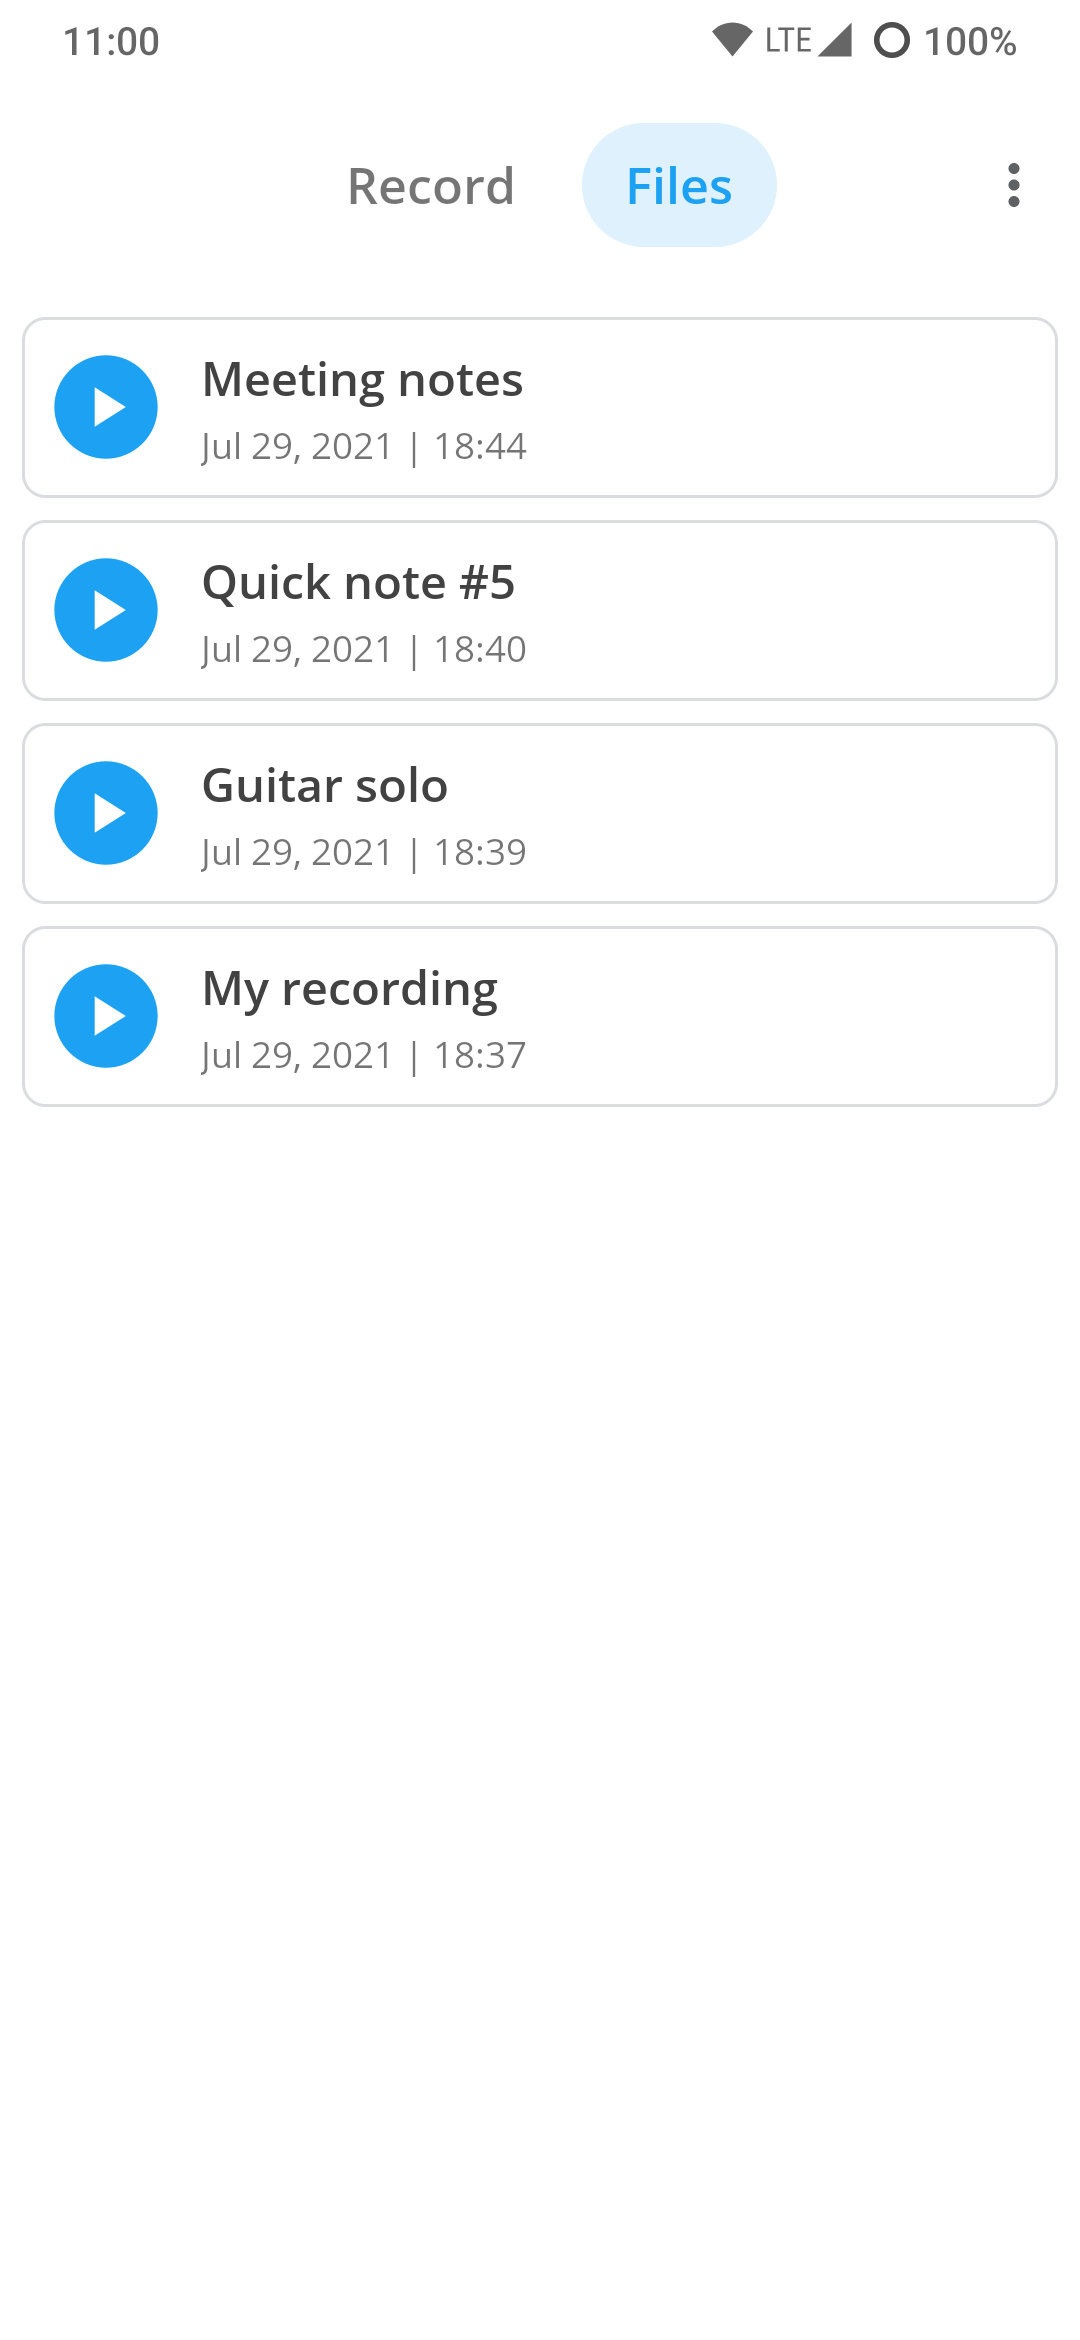 11:00 LTE 100%
Record Files
Meeting notes
Jul 29, 2021 | 18:44
Quick note #5
Jul 29, 2021 | 18:40
Guitar solo
Jul 29, 2021 | 18:39
My recording
Jul 29, 2021 | 18:37